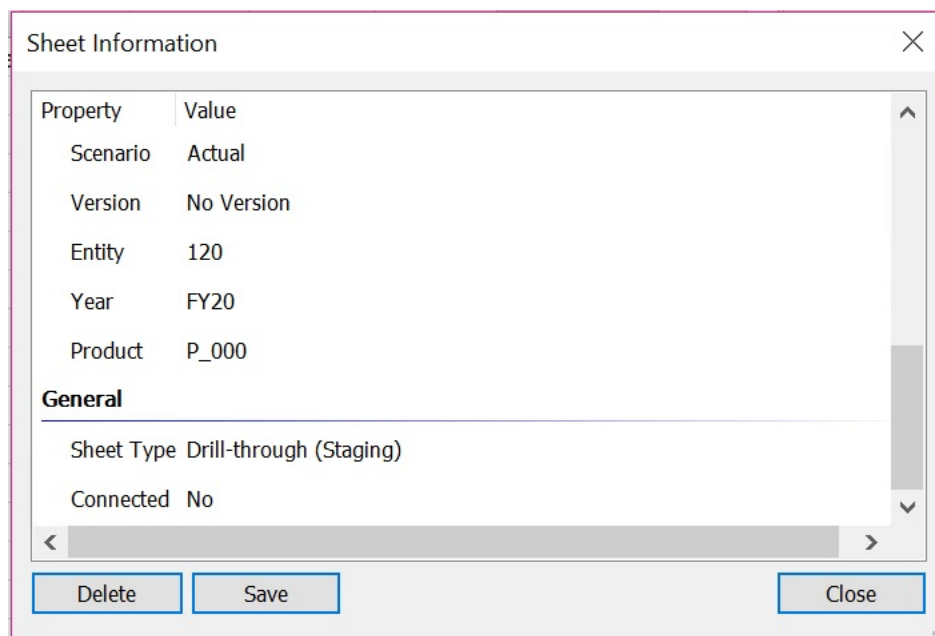 Sheet Information
Property Value
Scenario Actual
Version No Version
Entity 120
Year FY20
Product P_000
General
Sheet Type Drill-through (Staging)
Connected No
Delete Save Close